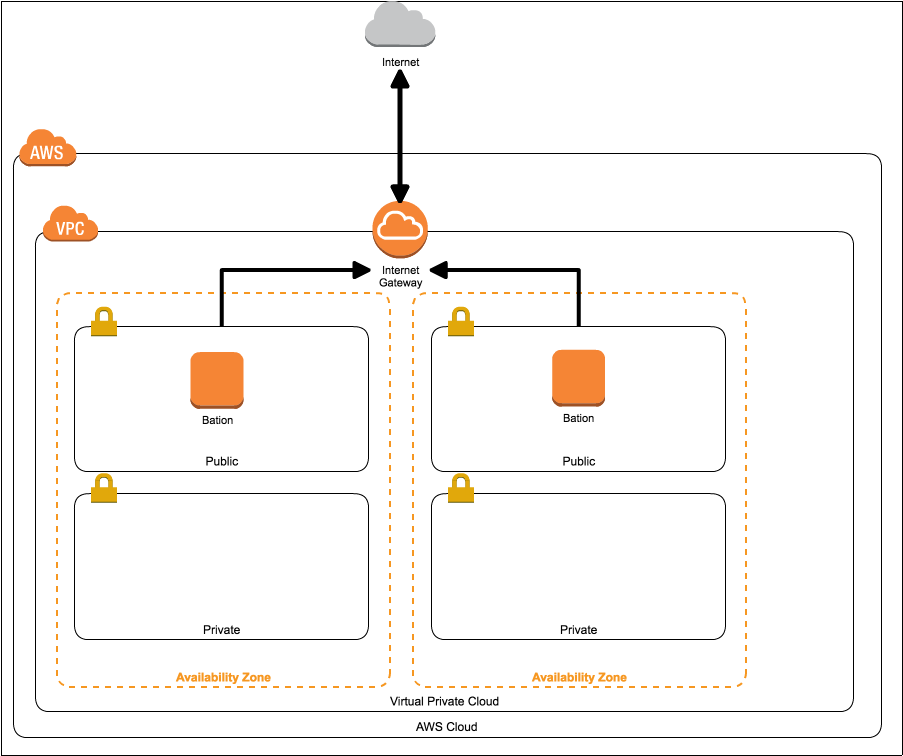 Internet
AWS
VPC
Internet
Gateway
Bation
Bation
Public
Public
Private
Private
Availability Zone
Availability Zone
Virtual Private Cloud
AWS Cloud